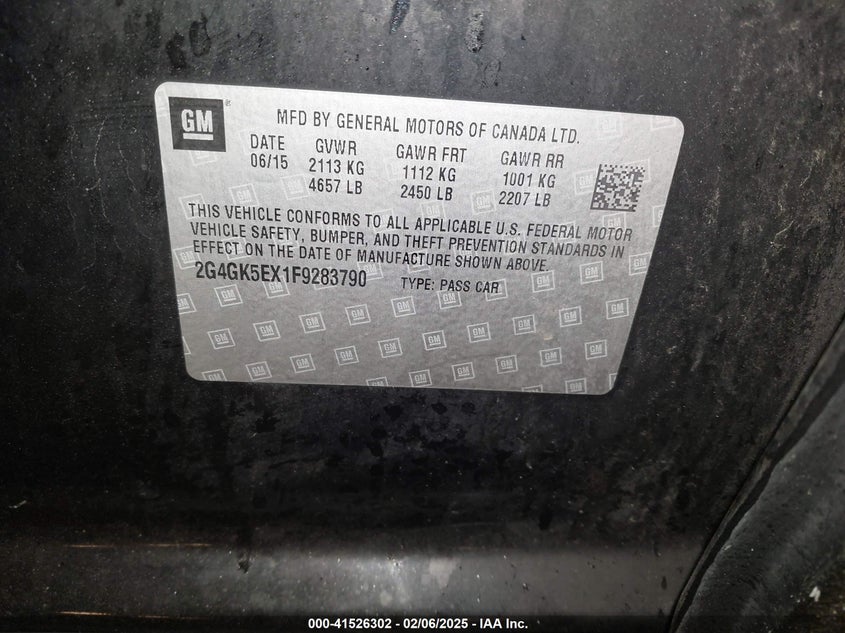 GM
MFD BY GENERAL MOTORS OF CANADA LTD.
DATE GVWR GAWR FRT GAWR RR
06/15 2113 KG 1112 KG 1001 KG
4657 LB 2450 LB 2207 LB
THIS VEHICLE CONFORMS TO ALL APPLICABLE U.S. FEDERAL MOTOR
VEHICLE SAFETY, BUMPER, AND THEFT PREVENTION STANDARDS IN
EFFECT ON THE DATE OF MANUFACTURE SHOWN ABOVE.
2G4GK5EX1F9283790 TYPE: PASS CAR
000-41526302 - 02/06/2025 - IAA Inc.